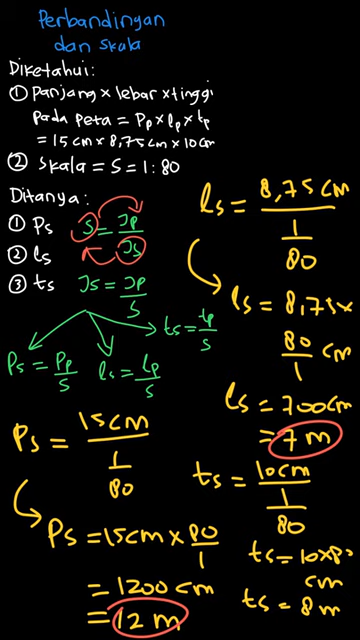 Perbandingan
dan skala
Diketahui:
① Panjang x lebar x tinggi
pada peta = Pp x lp x tp
= 15 cm x 8,75 cm x 10 cm
② Skala = S = 1 : 80
Ditanya:
① Ps
② ls
③ ts
S = Jp/Js
Js = Jp/S
Ps = Pp/S
ls = lp/S
ts = tp/S
Ps = 15 cm / (1/80)
Ps = 15 cm x 80/1
= 1200 cm
= 12 m
ls = 8,75 cm / (1/80)
ls = 8,75 x
80/1 cm
ls = 700 cm
= 7 m
ts = 10 cm / (1/80)
ts = 10 x 8
cm
ts = 8 m